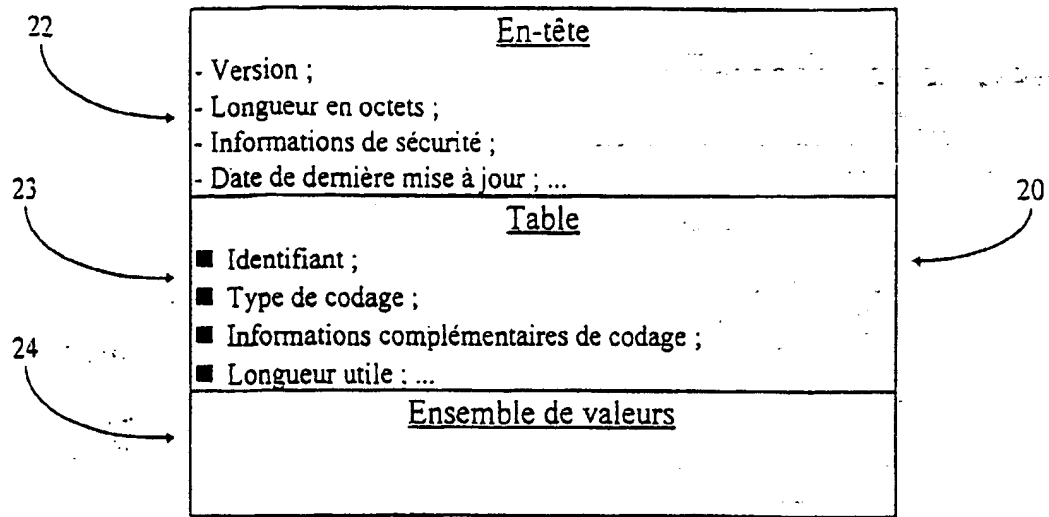 22
En-tête
- Version ;
- Longueur en octets ;
- Informations de sécurité ;
- Date de dernière mise à jour ; ...
23
20
Table
■ Identifiant ;
■ Type de codage ;
■ Informations complémentaires de codage ;
■ Longueur utile ; ...
24
Ensemble de valeurs